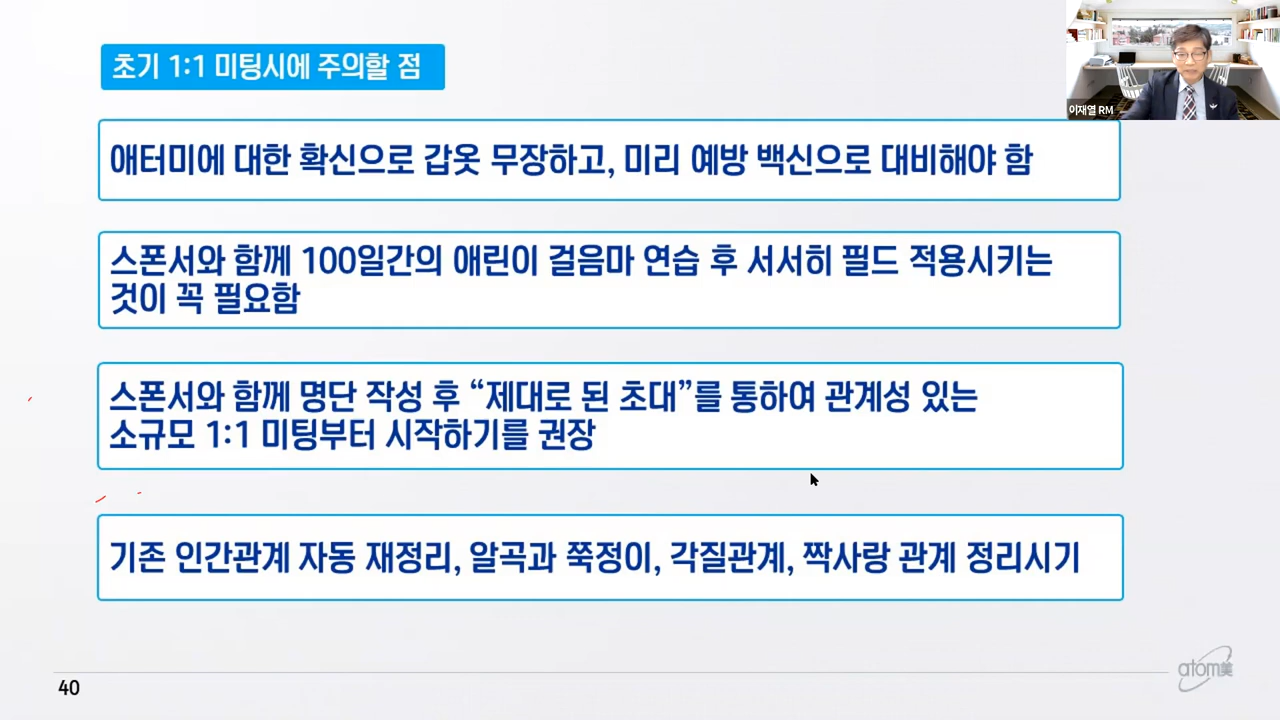 초기 1:1 미팅시에 주의할 점
이재열 RM
애터미에 대한 확신으로 갑옷 무장하고, 미리 예방 백신으로 대비해야 함
스폰서와 함께 100일간의 애린이 걸음마 연습 후 서서히 필드 적용시키는
것이 꼭 필요함
스폰서와 함께 명단 작성 후 “제대로 된 초대”를 통하여 관계성 있는
소규모 1:1 미팅부터 시작하기를 권장
기존 인간관계 자동 재정리, 알곡과 쭉정이, 각질관계, 짝사랑 관계 정리시기
40
atom美